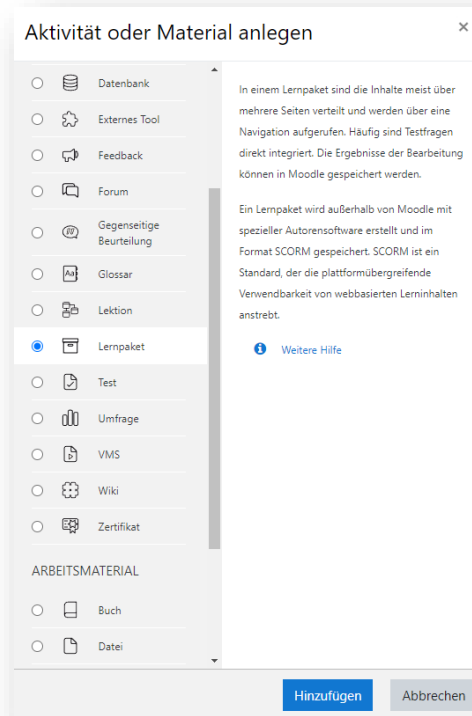 Aktivität oder Material anlegen
×
Datenbank
Externes Tool
Feedback
Forum
Gegenseitige
Beurteilung
Glossar
Lektion
Lernpaket
Test
Umfrage
VMS
Wiki
Zertifikat
ARBEITSMATERIAL
Buch
Datei
In einem Lernpaket sind die Inhalte meist über
mehrere Seiten verteilt und werden über eine
Navigation aufgerufen. Häufig sind Testfragen
direkt integriert. Die Ergebnisse der Bearbeitung
können in Moodle gespeichert werden.
Ein Lernpaket wird außerhalb von Moodle mit
spezieller Autorensoftware erstellt und im
Format SCORM gespeichert. SCORM ist ein
Standard, der die plattformübergreifende
Verwendbarkeit von webbasierten Lerninhalten
anstrebt.
Weitere Hilfe
Hinzufügen
Abbrechen